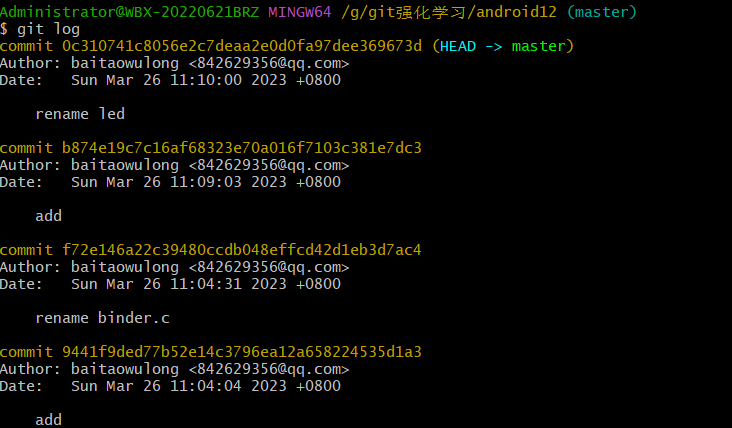 Administrator@WBX-20220621BRZ MINGW64 /g/git强化学习/android12 (master)
$ git log
commit 0c310741c8056e2c7deaa2e0d0fa97dee369673d (HEAD -> master)
Author: baitaowulong <842629356@qq.com>
Date:   Sun Mar 26 11:10:00 2023 +0800
    rename led
commit b874e19c7c16af68323e70a016f7103c381e7dc3
Author: baitaowulong <842629356@qq.com>
Date:   Sun Mar 26 11:09:03 2023 +0800
    add
commit f72e146a22c39480ccdb048effcd42d1eb3d7ac4
Author: baitaowulong <842629356@qq.com>
Date:   Sun Mar 26 11:04:31 2023 +0800
    rename binder.c
commit 9441f9ded77b52e14c3796ea12a658224535d1a3
Author: baitaowulong <842629356@qq.com>
Date:   Sun Mar 26 11:04:04 2023 +0800
    add